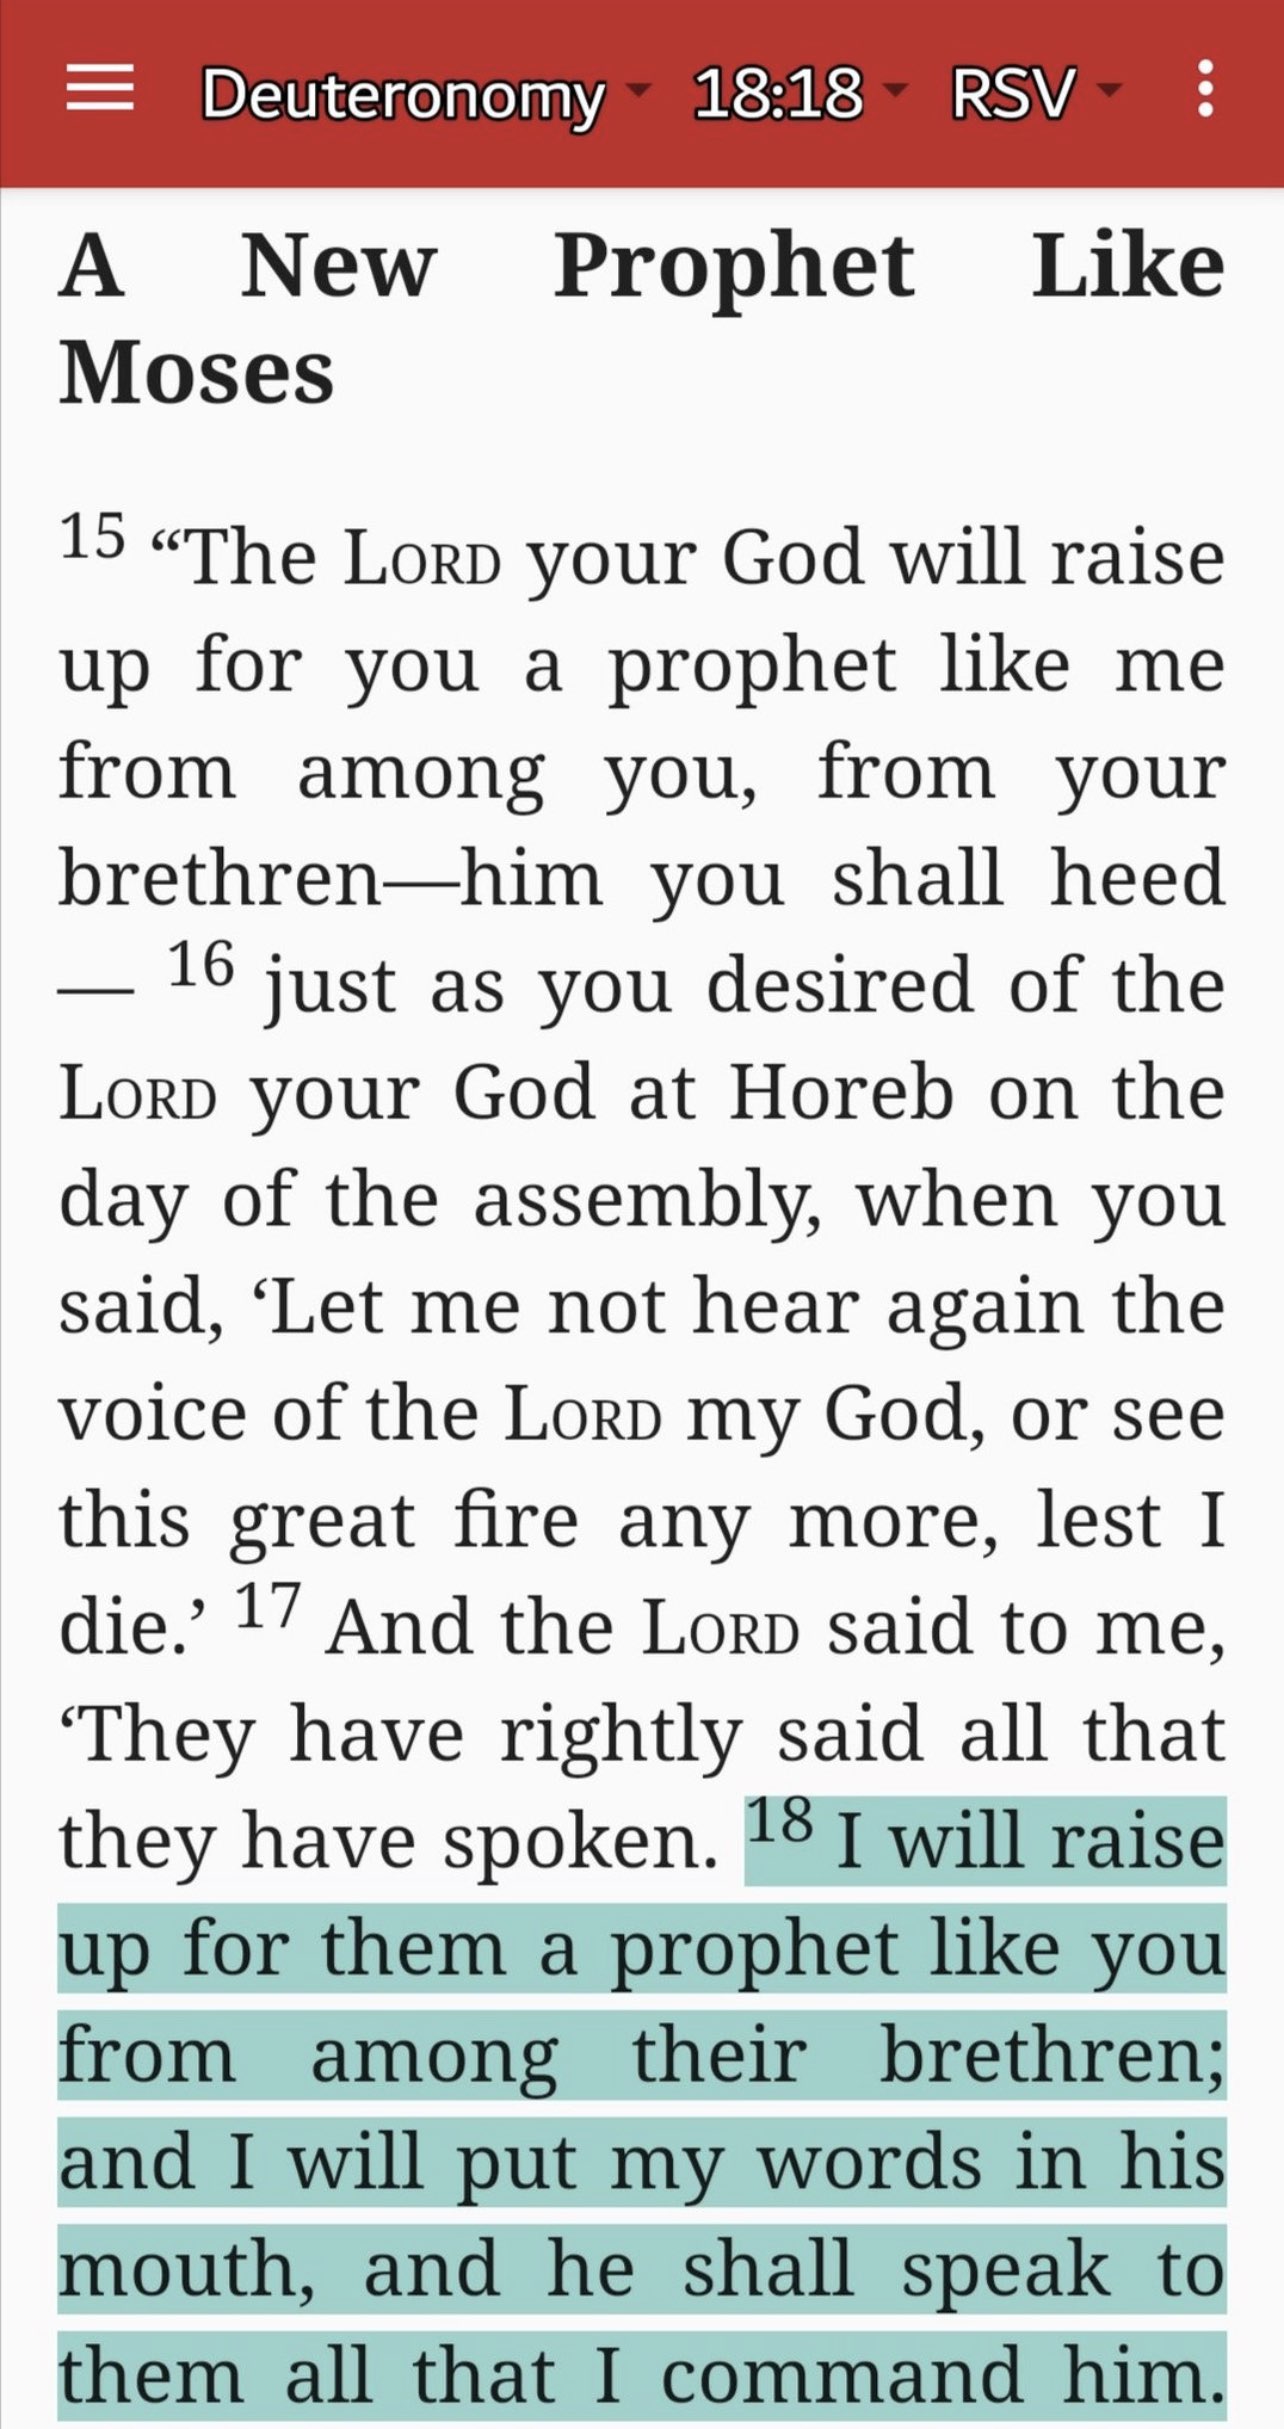 Deuteronomy 18:18 RSV
A New Prophet Like
Moses
15 “The LORD your God will raise
up for you a prophet like me
from among you, from your
brethren—him you shall heed
— 16 just as you desired of the
LORD your God at Horeb on the
day of the assembly, when you
said, ‘Let me not hear again the
voice of the LORD my God, or see
this great fire any more, lest I
die.’ 17 And the LORD said to me,
‘They have rightly said all that
they have spoken. 18 I will raise
up for them a prophet like you
from among their brethren;
and I will put my words in his
mouth, and he shall speak to
them all that I command him.